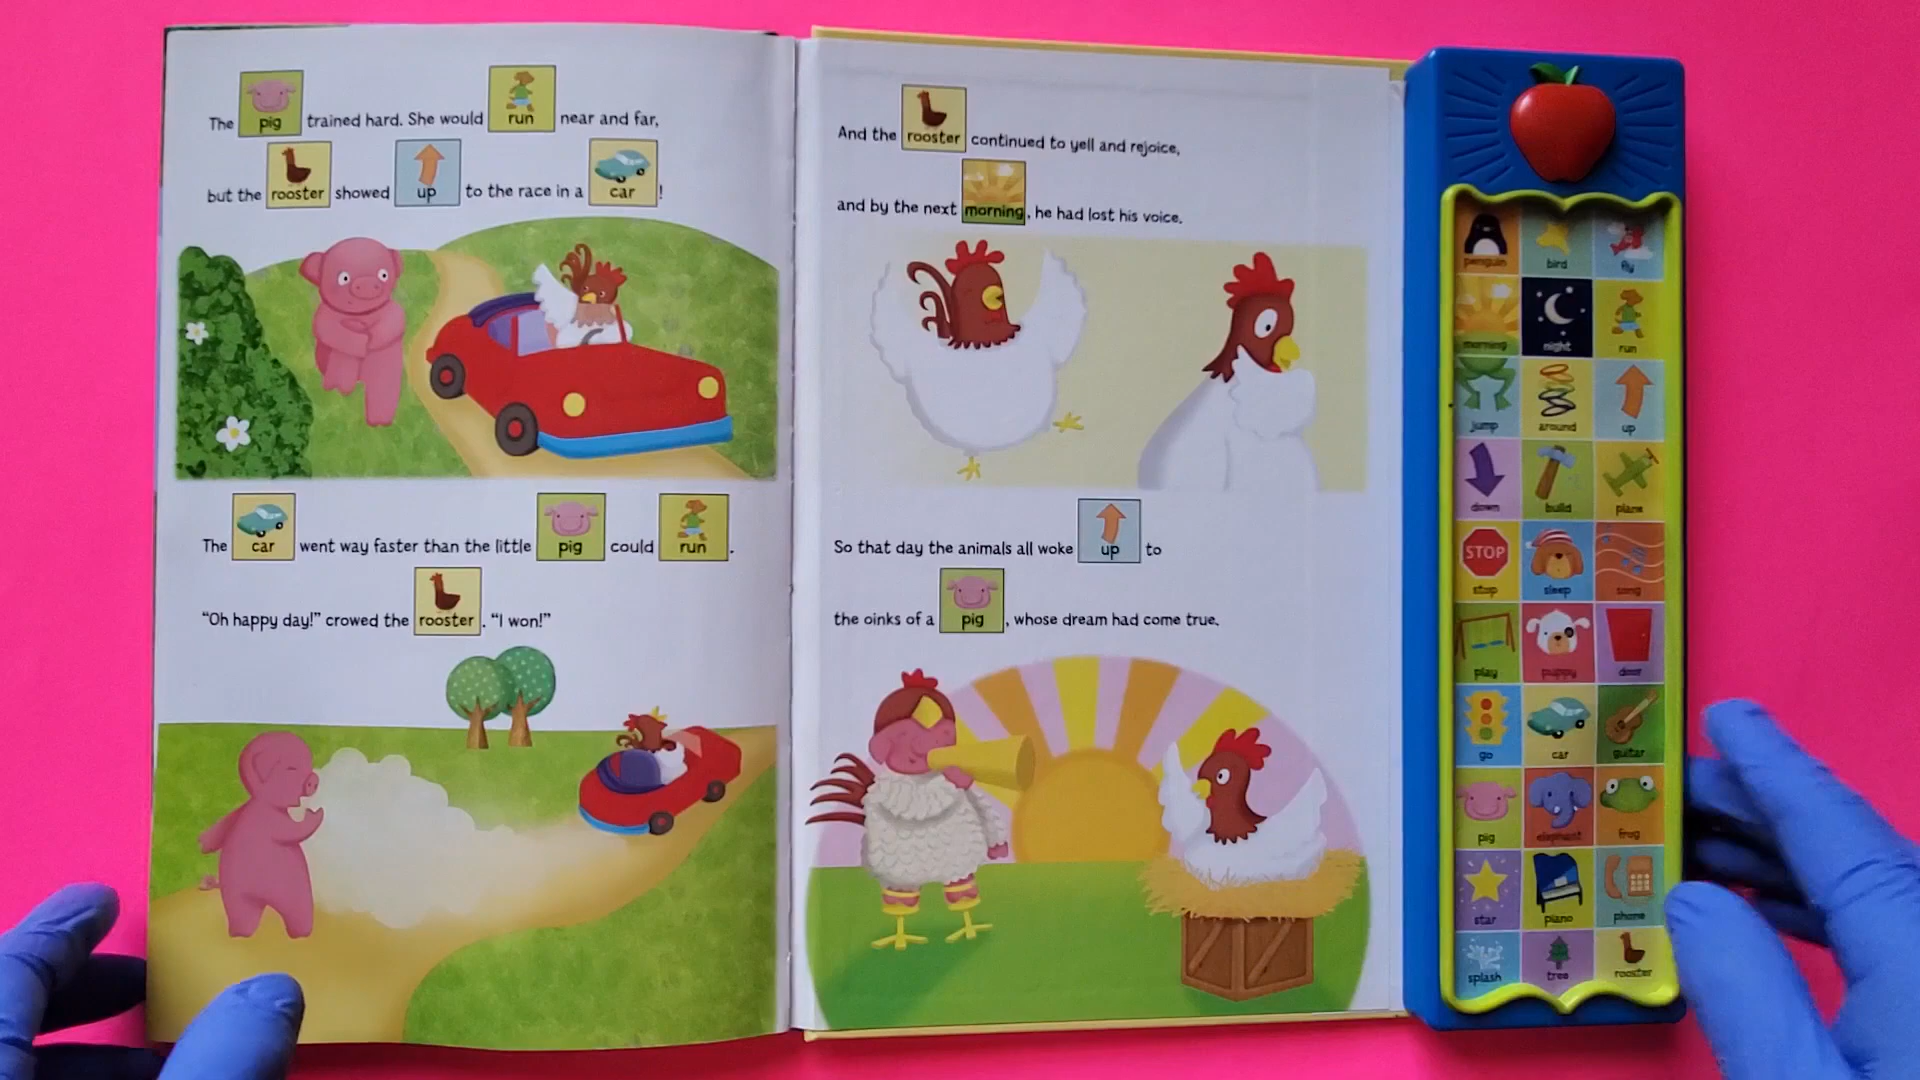 The pig trained hard. She would run near and far,
but the rooster showed up to the race in a car!
The car went way faster than the little pig could run.
“Oh happy day!” crowed the rooster. “I won!”
And the rooster continued to yell and rejoice,
and by the next morning, he had lost his voice.
So that day the animals all woke up to
the oinks of a pig, whose dream had come true.
penguin bird fly
morning night run
jump around up
down build plane
STOP
stop sleep song
play puppy door
go car guitar
pig elephant frog
star piano phone
splash tree rooster